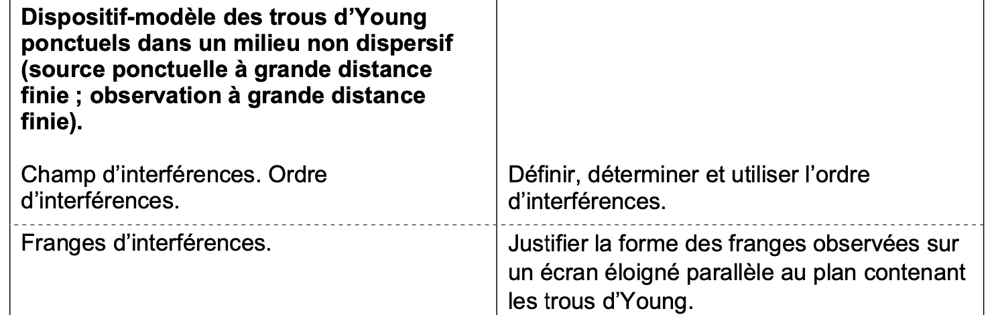 Dispositif-modèle des trous d’Young
ponctuels dans un milieu non dispersif
(source ponctuelle à grande distance
finie ; observation à grande distance
finie).
Champ d’interférences. Ordre
d’interférences.
Définir, déterminer et utiliser l’ordre
d’interférences.
Franges d’interférences.
Justifier la forme des franges observées sur
un écran éloigné parallèle au plan contenant
les trous d’Young.